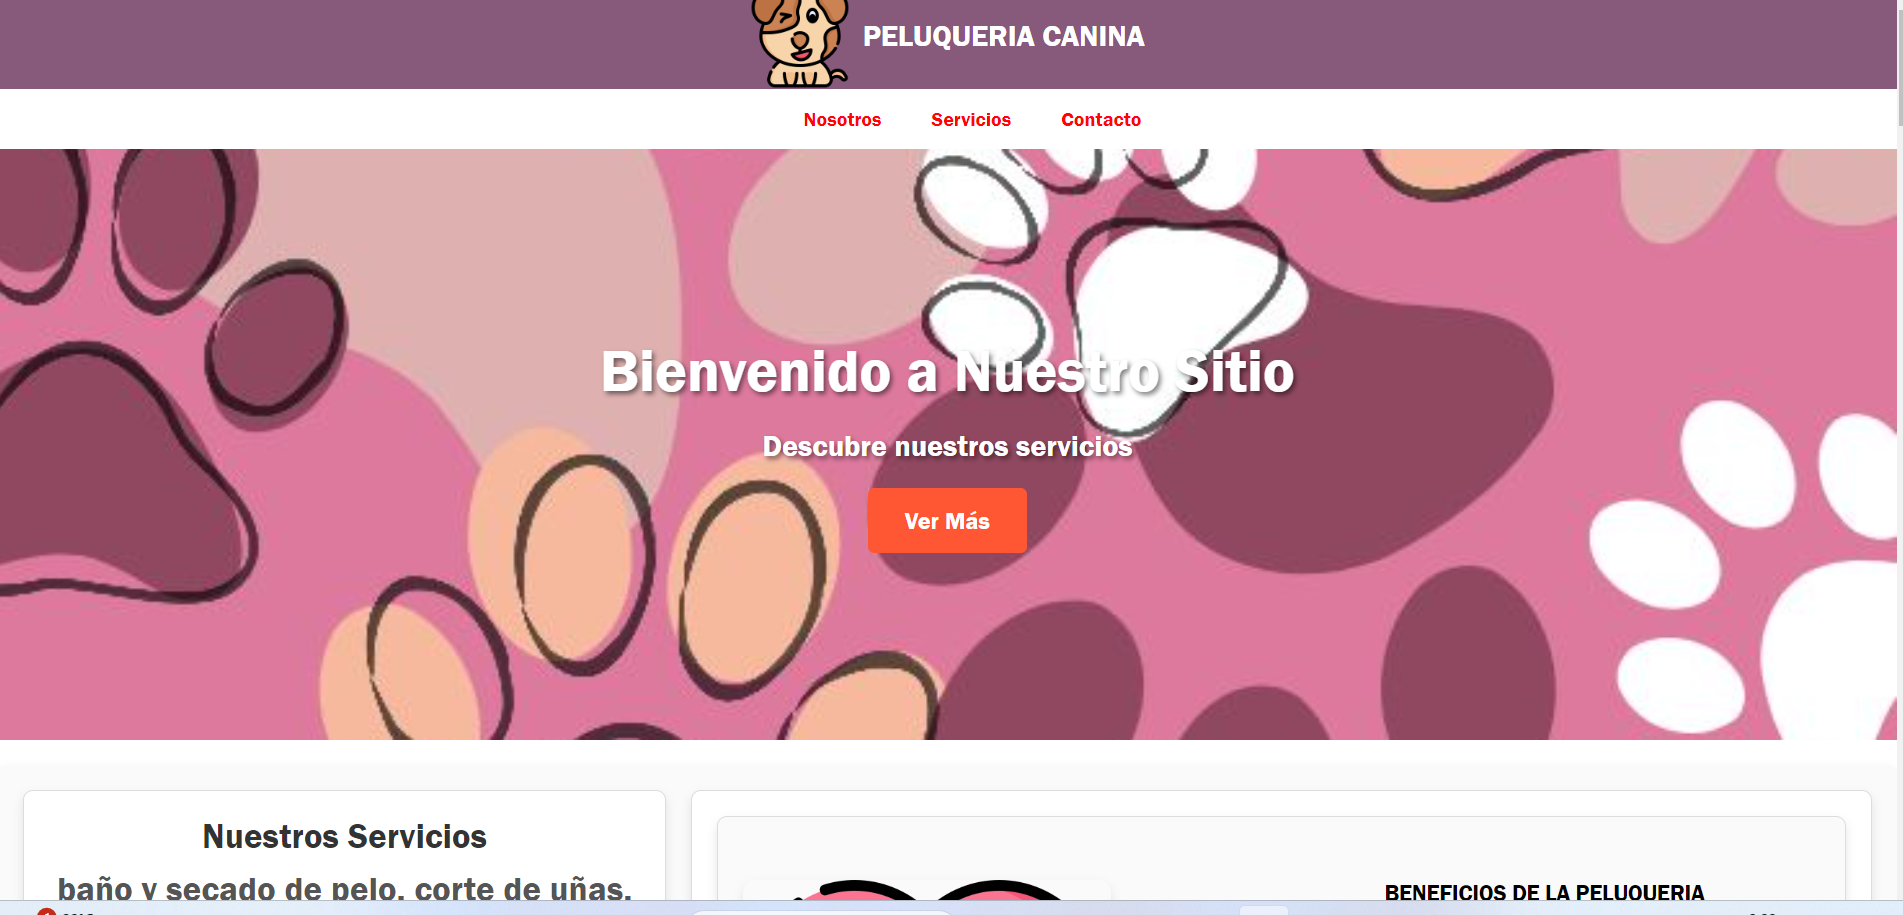 PELUQUERIA CANINA
Nosotros Servicios Contacto
Bienvenido a Nuestro Sitio
Descubre nuestros servicios
Ver Más
Nuestros Servicios
baño y secado de pelo, corte de uñas,
BENEFICIOS DE LA PELUQUERIA